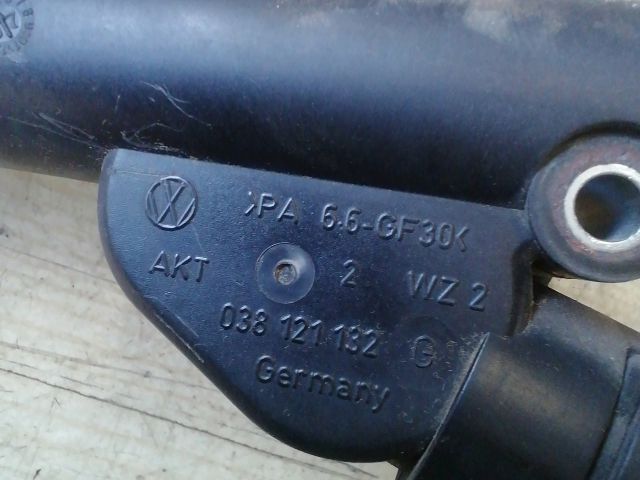 >PA 6.6-GF30<
AKT 2 WZ 2
038 121 132 G
Germany